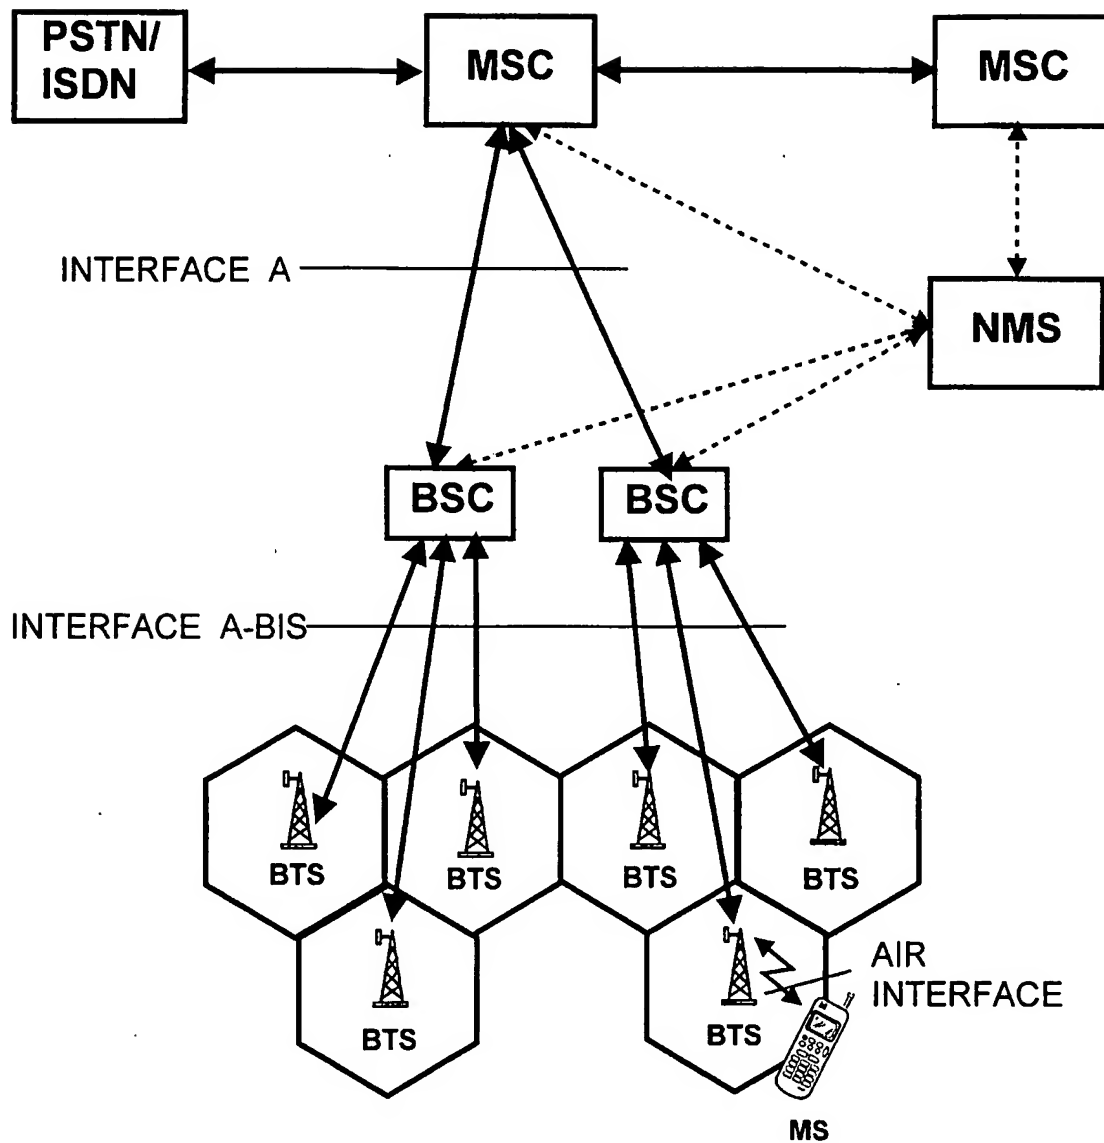 PSTN/
ISDN
MSC
MSC
INTERFACE A
NMS
BSC
BSC
INTERFACE A-BIS
BTS
BTS
BTS
BTS
AIR
INTERFACE
BTS
BTS
MS